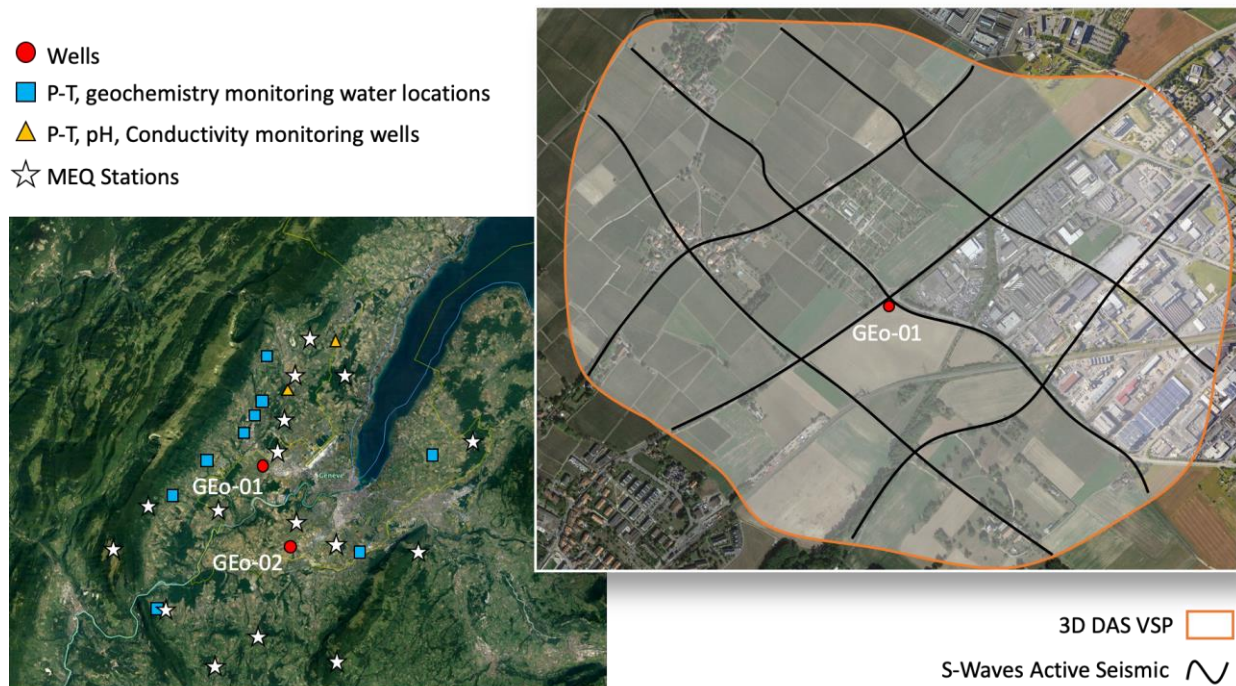 Wells
P-T, geochemistry monitoring water locations
P-T, pH, Conductivity monitoring wells
MEQ Stations
GEo-01
GEo-01
Genève
GEo-02
3D DAS VSP
S-Waves Active Seismic